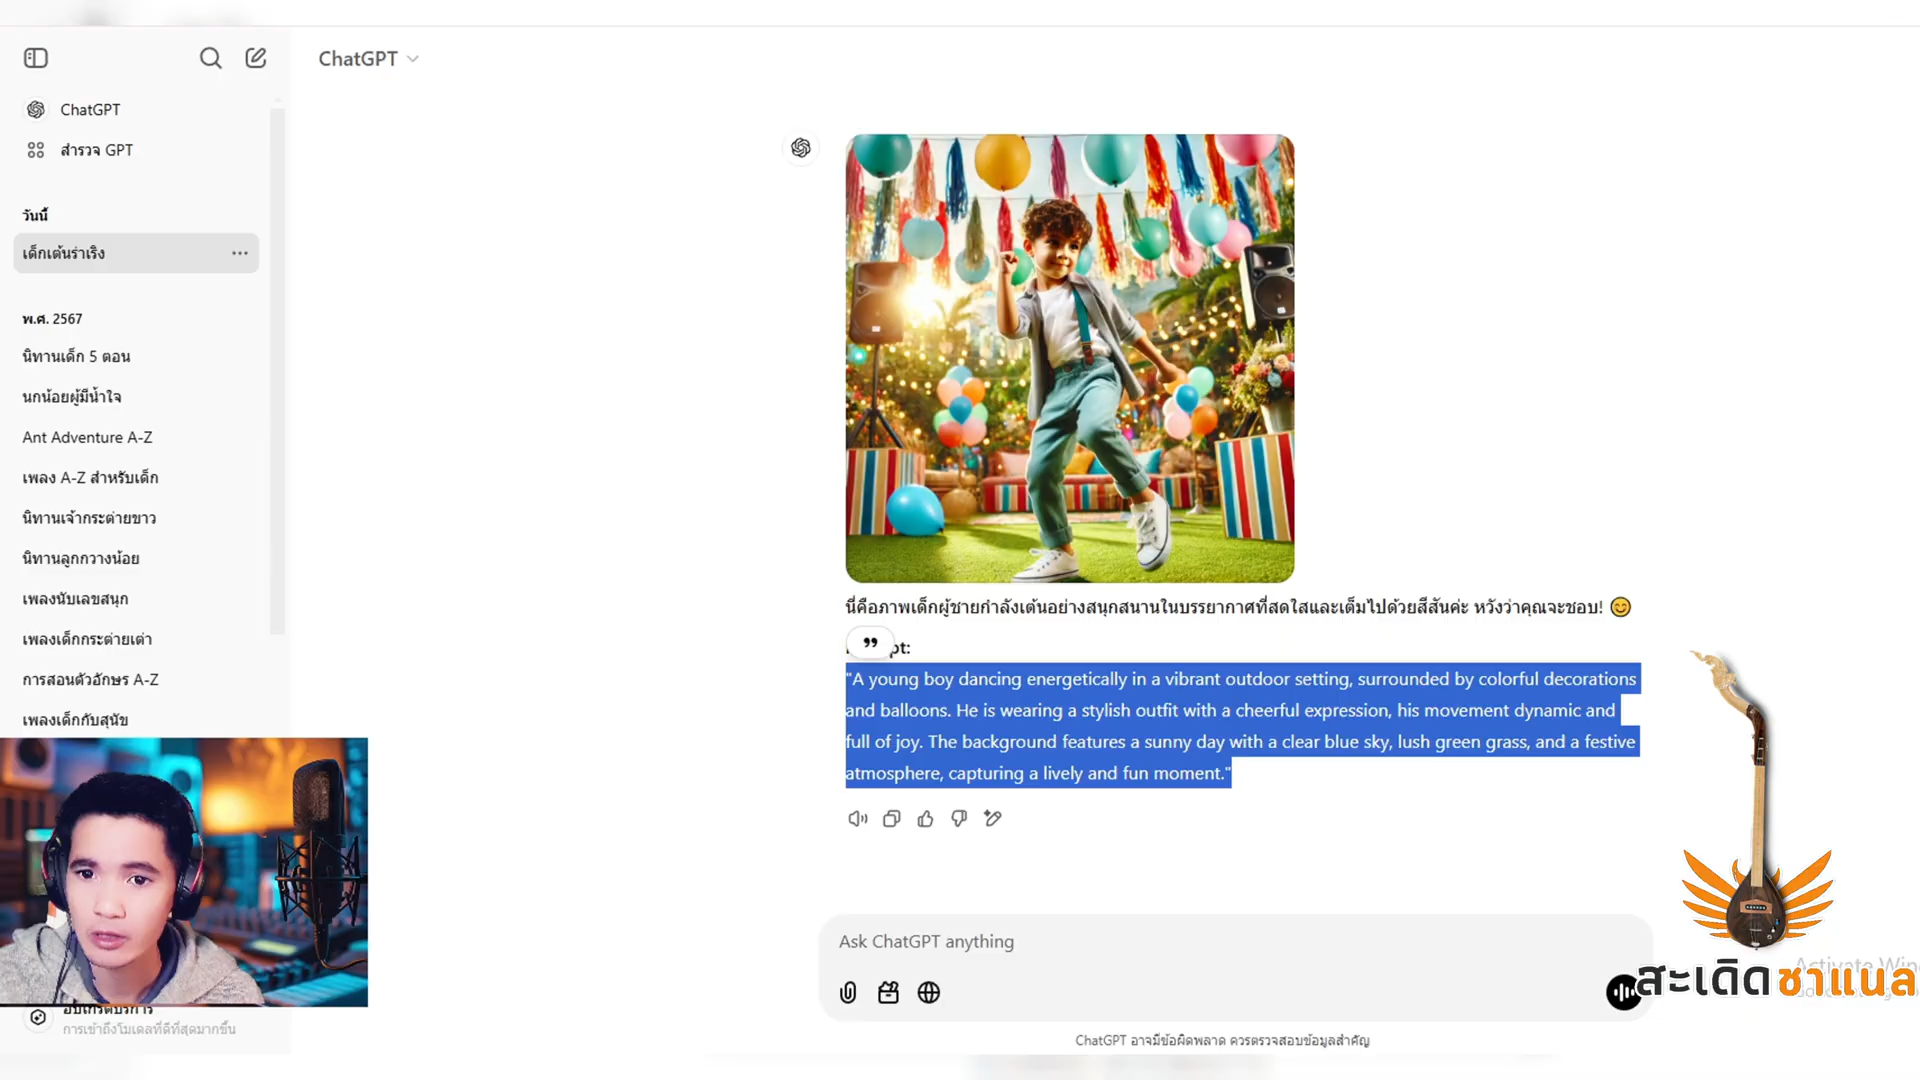 ChatGPT
ChatGPT
สำรวจ GPT
วันนี้
เด็กเต้นร่าเริง
พ.ศ. 2567
นิทานเด็ก 5 ตอน
นกน้อยผู้มีน้ำใจ
Ant Adventure A-Z
เพลง A-Z สำหรับเด็ก
นิทานเจ้ากระต่ายขาว
นิทานลูกกวางน้อย
เพลงนับเลขสนุก
เพลงเด็กกระต่ายเต่า
การสอนตัวอักษร A-Z
เพลงเด็กกับสุนัข
อัปเกรดบริการ
การเข้าถึงโมเดลที่ดีที่สุดมากขึ้น
นี่คือภาพเด็กผู้ชายกำลังเต้นอย่างสนุกสนานในบรรยากาศที่สดใสและเต็มไปด้วยสีสันค่ะ หวังว่าคุณจะชอบ! 😊
pt:
"A young boy dancing energetically in a vibrant outdoor setting, surrounded by colorful decorations
and balloons. He is wearing a stylish outfit with a cheerful expression, his movement dynamic and
full of joy. The background features a sunny day with a clear blue sky, lush green grass, and a festive
atmosphere, capturing a lively and fun moment."
Ask ChatGPT anything
ChatGPT อาจมีข้อผิดพลาด ควรตรวจสอบข้อมูลสำคัญ
Activate Win
สะเดิดชาแนล